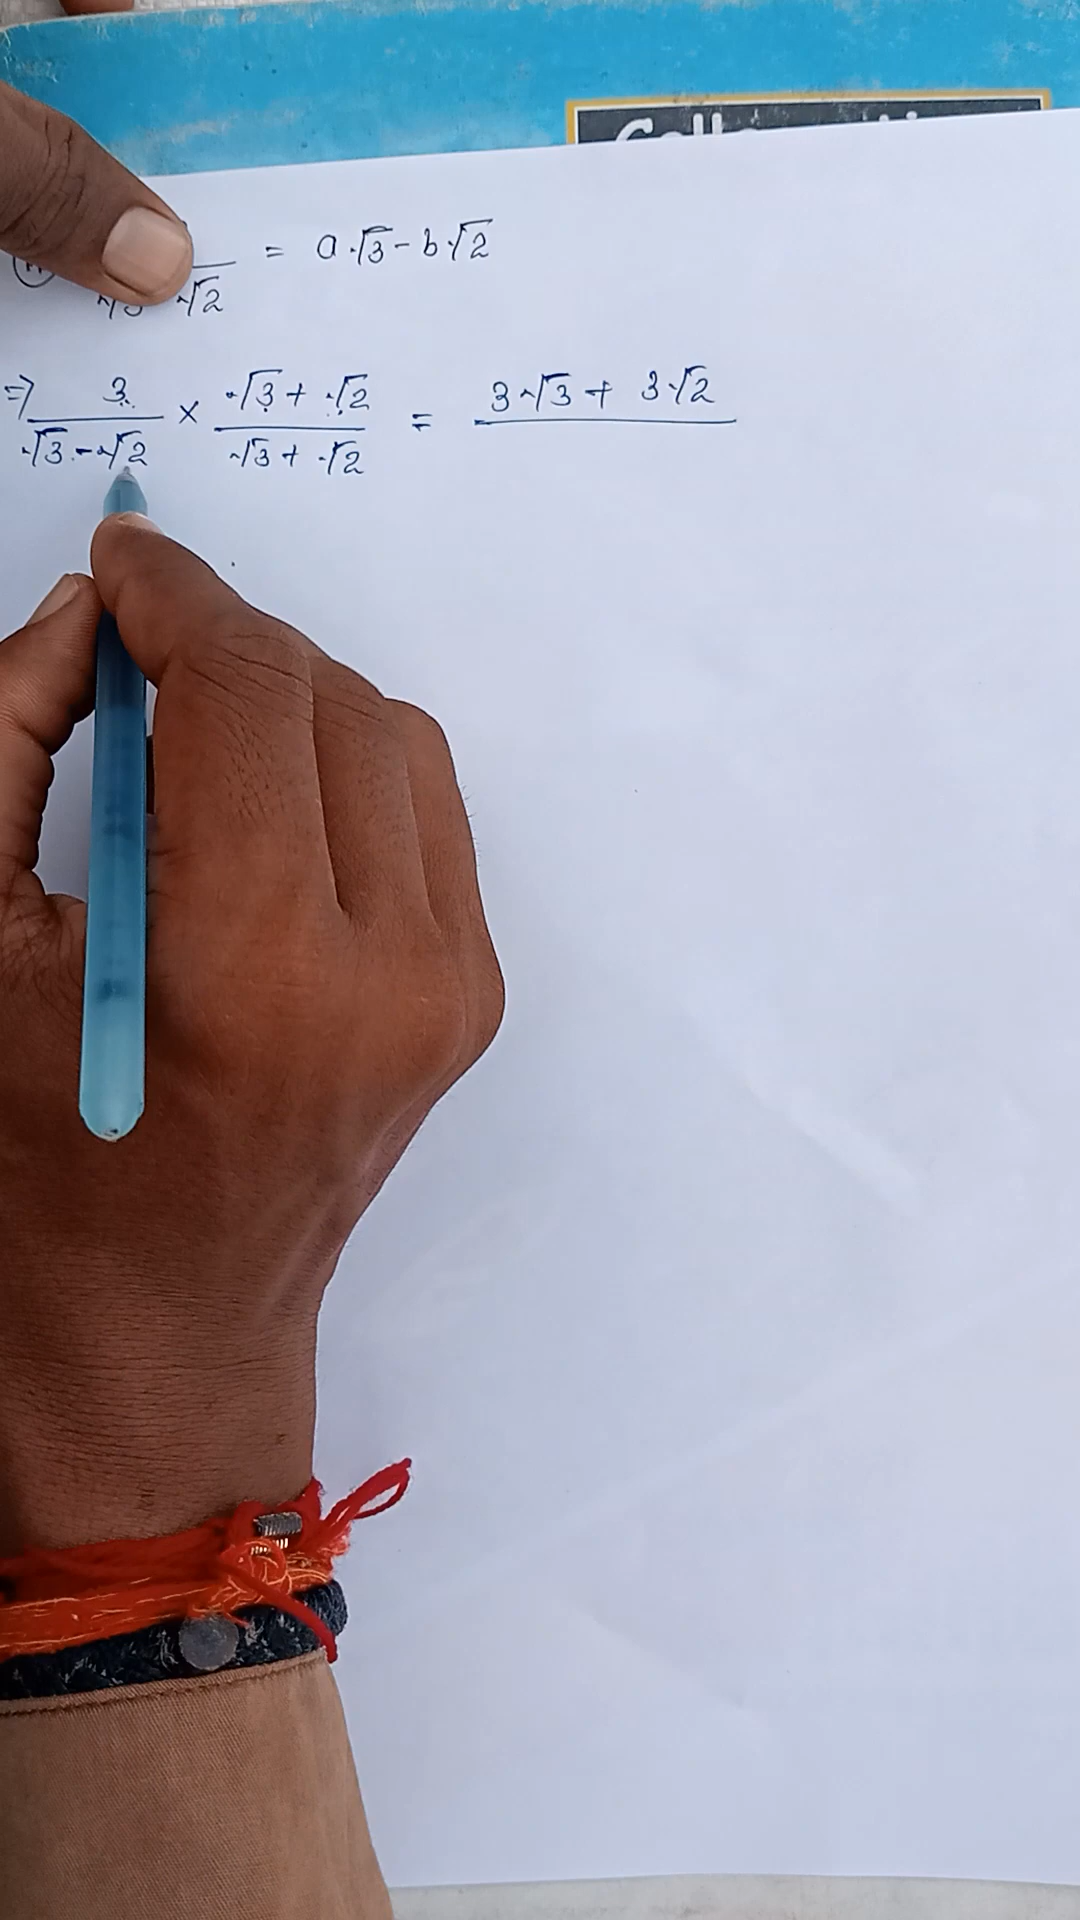 √2 = a√3 - b√2
⇒ 3/(√3-√2) × (√3+√2)/(√3+√2) = 3√3 + 3√2